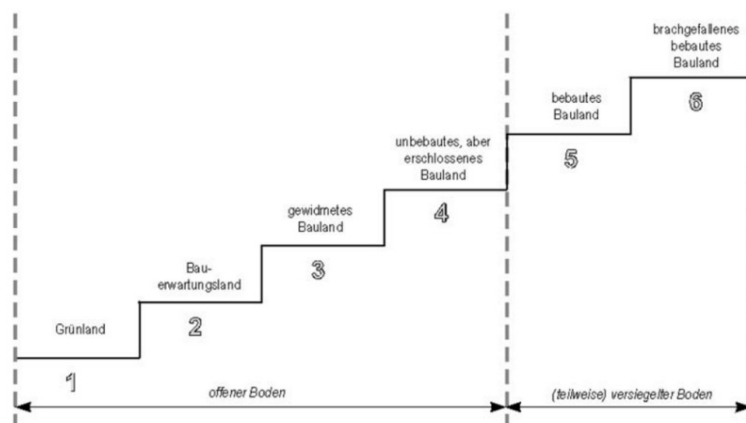 brachgefallenes
bebautes
Bauland
6
bebautes
Bauland
5
unbebautes, aber
erschlossenes
Bauland
4
gewidmetes
Bauland
3
Bau-
erwartungsland
2
Grünland
1
offener Boden
(teilweise) versiegelter Boden